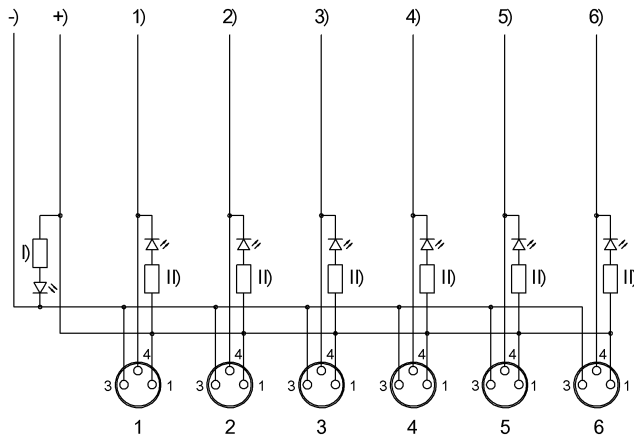 -) +) 1) 2) 3) 4) 5) 6)
I) II) II) II) II) II) II)
4 4 4 4 4 4
3 1 3 1 3 1 3 1 3 1 3 1
1 2 3 4 5 6